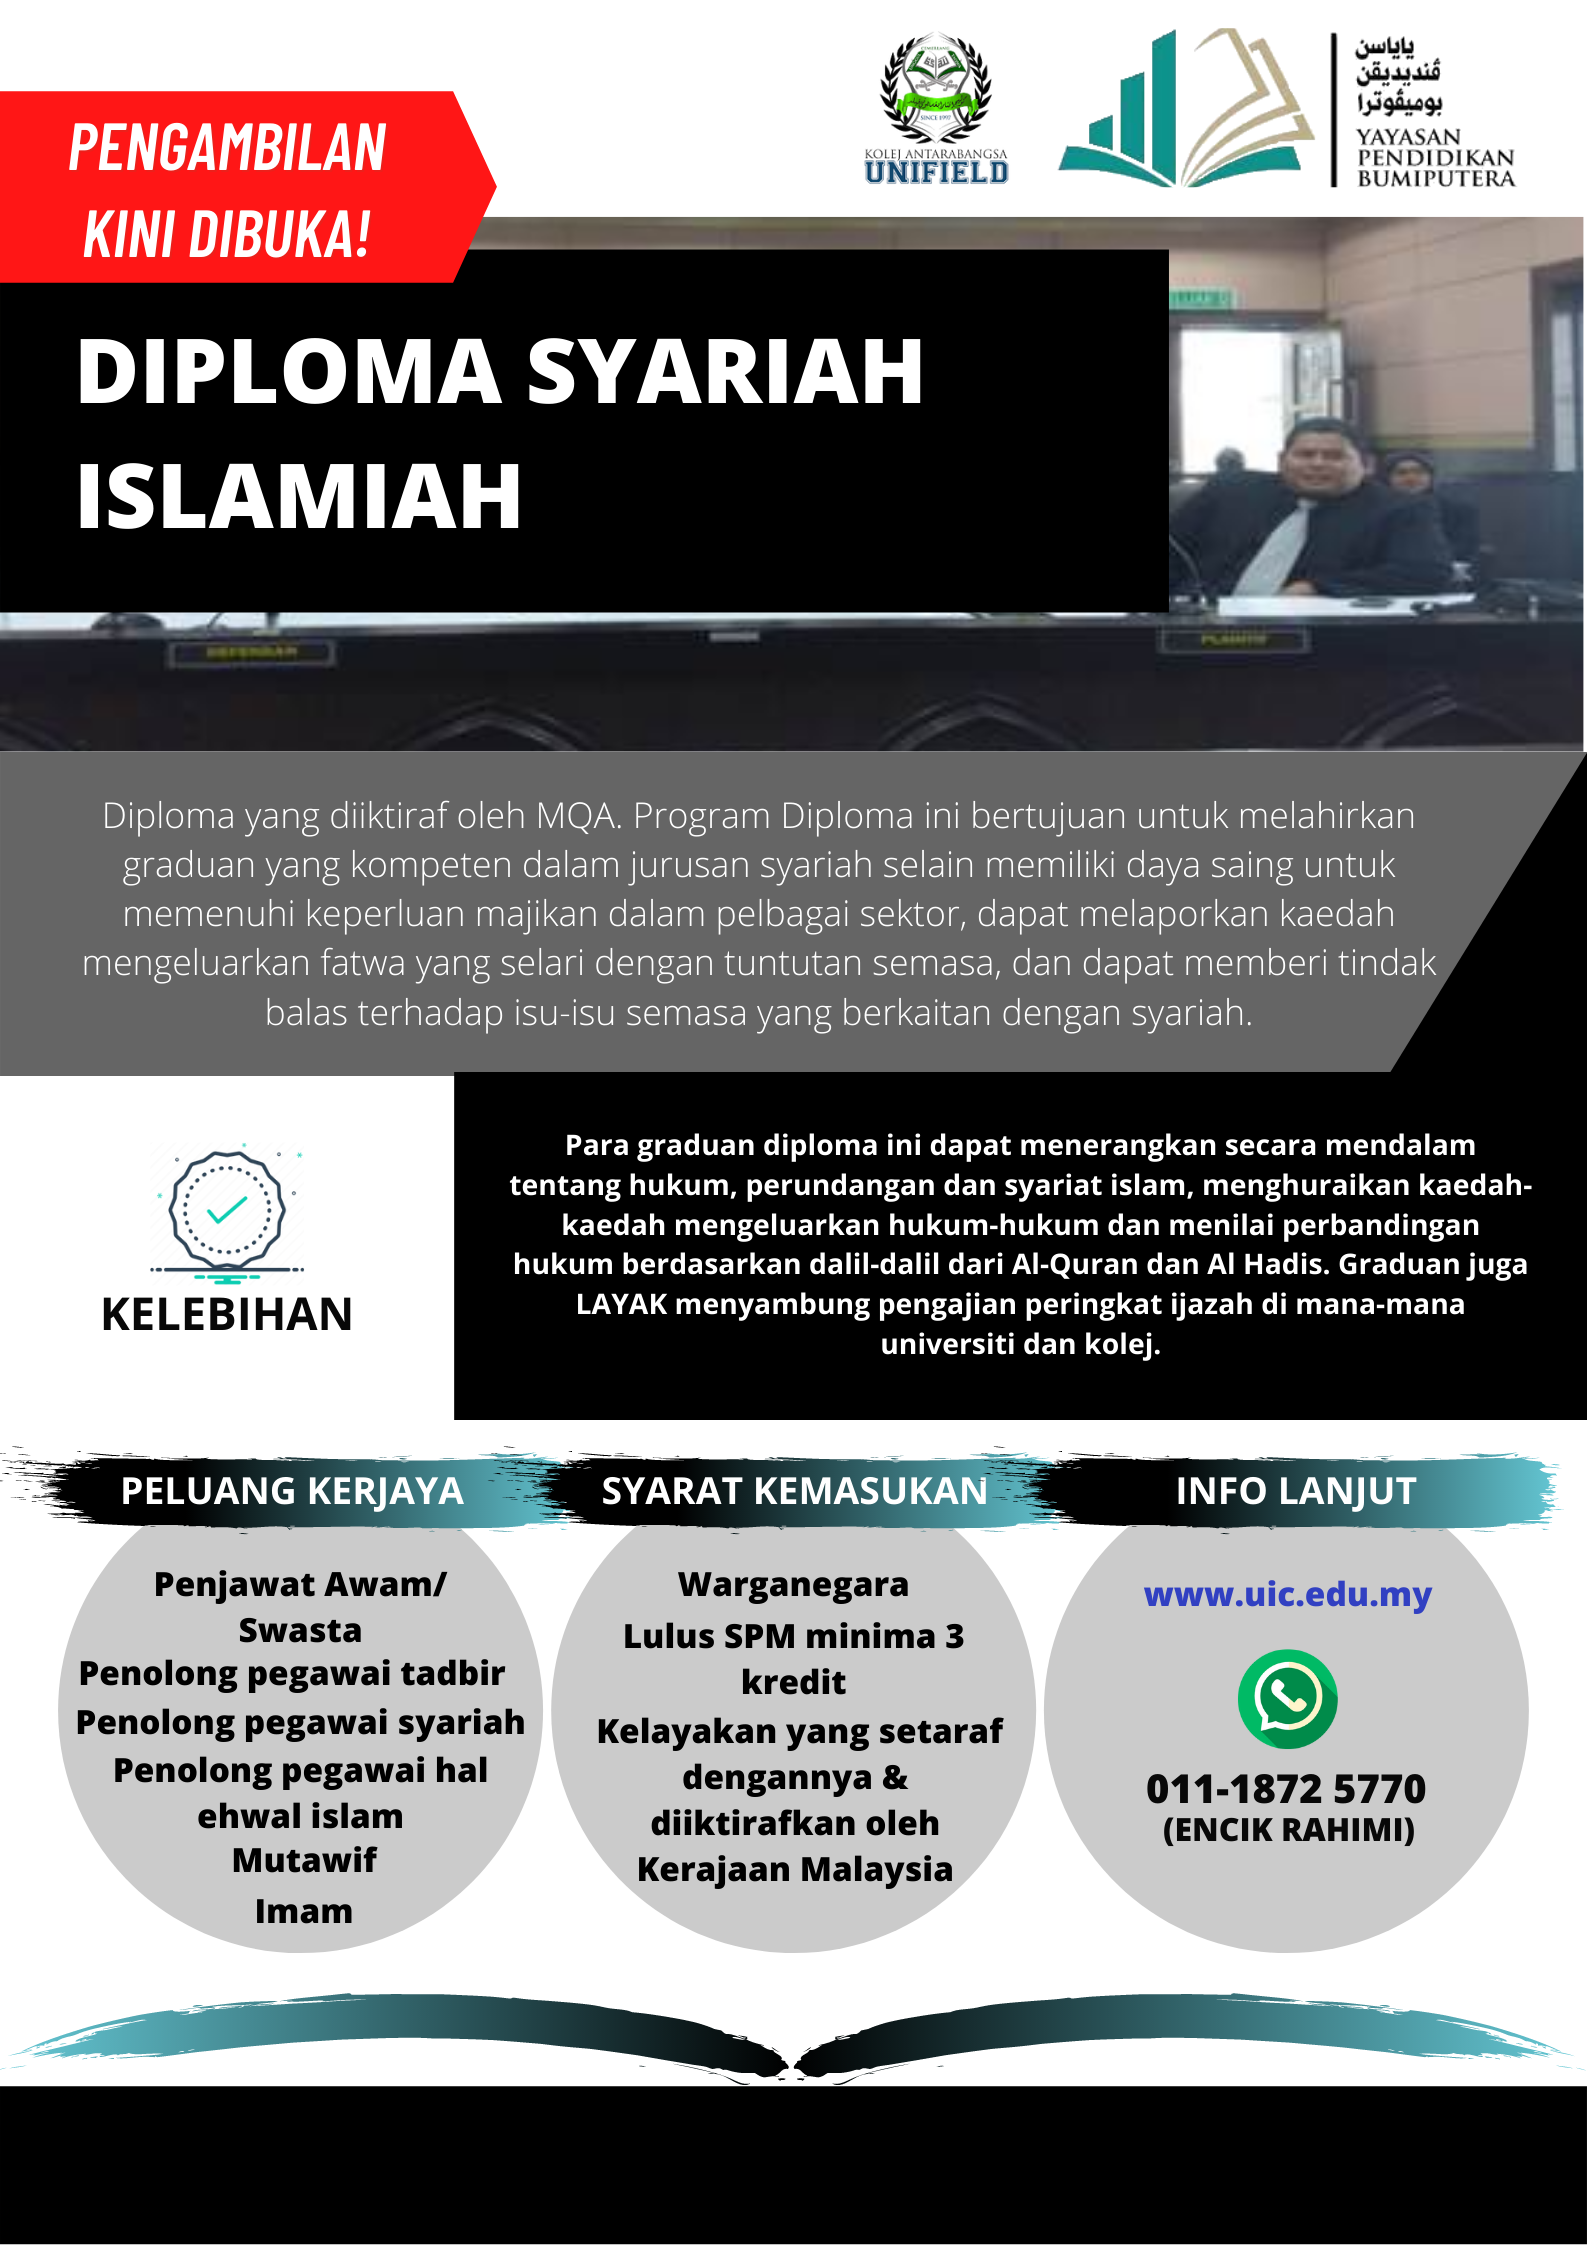 PENGAMBILAN
KINI DIBUKA!
SINCE 1997
KOLEJ ANTARABANGSA
UNIFIELD
ياياسن
ڤنديديقن
بوميڤوترا
YAYASAN
PENDIDIKAN
BUMIPUTERA
DIPLOMA SYARIAH
ISLAMIAH
DEFENDAN
PLAINTIF
Diploma yang diiktiraf oleh MQA. Program Diploma ini bertujuan untuk melahirkan
graduan yang kompeten dalam jurusan syariah selain memiliki daya saing untuk
memenuhi keperluan majikan dalam pelbagai sektor, dapat melaporkan kaedah
mengeluarkan fatwa yang selari dengan tuntutan semasa, dan dapat memberi tindak
balas terhadap isu-isu semasa yang berkaitan dengan syariah.
KELEBIHAN
Para graduan diploma ini dapat menerangkan secara mendalam
tentang hukum, perundangan dan syariat islam, menghuraikan kaedah-
kaedah mengeluarkan hukum-hukum dan menilai perbandingan
hukum berdasarkan dalil-dalil dari Al-Quran dan Al Hadis. Graduan juga
LAYAK menyambung pengajian peringkat ijazah di mana-mana
universiti dan kolej.
PELUANG KERJAYA
Penjawat Awam/
Swasta
Penolong pegawai tadbir
Penolong pegawai syariah
Penolong pegawai hal
ehwal islam
Mutawif
Imam
SYARAT KEMASUKAN
Warganegara
Lulus SPM minima 3
kredit
Kelayakan yang setaraf
dengannya &
diiktirafkan oleh
Kerajaan Malaysia
INFO LANJUT
www.uic.edu.my
011-1872 5770
(ENCIK RAHIMI)